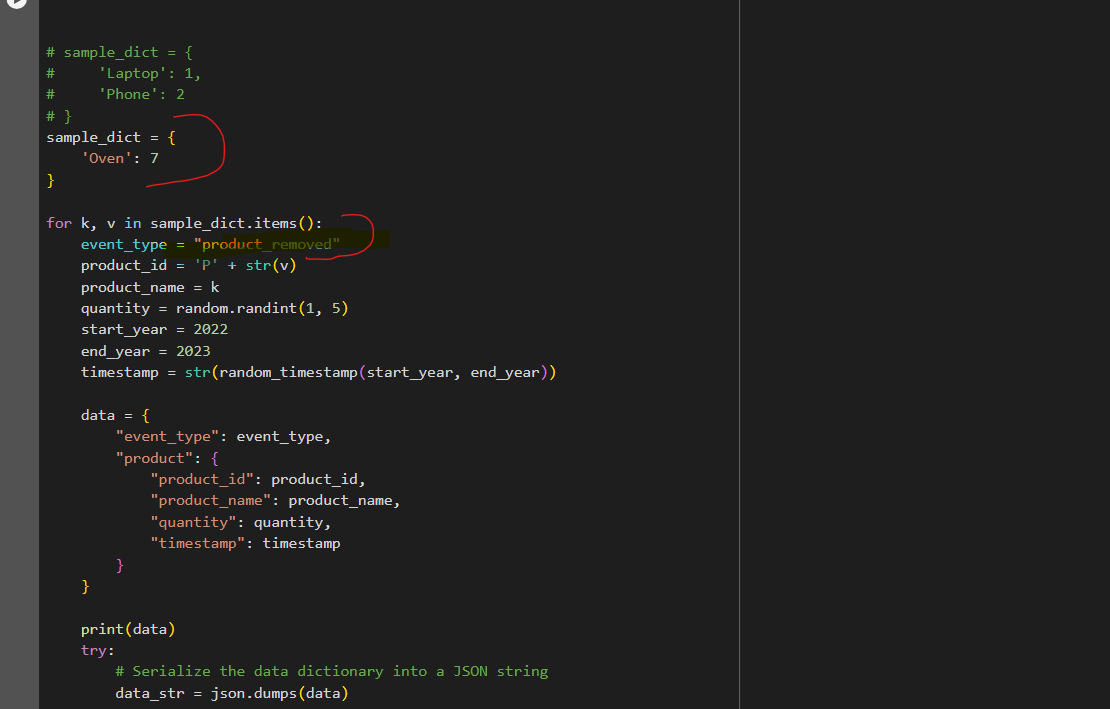 # sample_dict = {
#     'Laptop': 1,
#     'Phone': 2
# }
sample_dict = {
    'Oven': 7
}
for k, v in sample_dict.items():
    event_type = "product_removed"
    product_id = 'P' + str(v)
    product_name = k
    quantity = random.randint(1, 5)
    start_year = 2022
    end_year = 2023
    timestamp = str(random_timestamp(start_year, end_year))
    data = {
        "event_type": event_type,
        "product": {
            "product_id": product_id,
            "product_name": product_name,
            "quantity": quantity,
            "timestamp": timestamp
        }
    }
    print(data)
    try:
        # Serialize the data dictionary into a JSON string
        data_str = json.dumps(data)